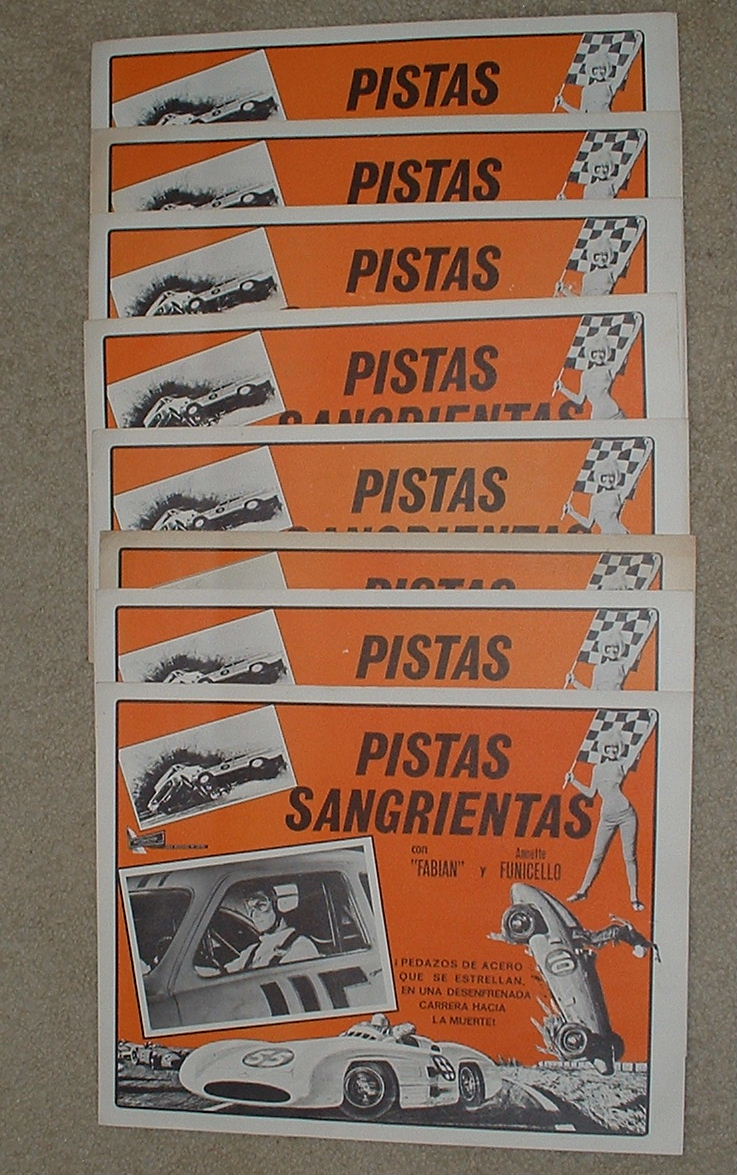 PISTAS
PISTAS
PISTAS
PISTAS
SANGRIENTAS
PISTAS
SANGRIENTAS
PISTAS
PISTAS
PISTAS
SANGRIENTAS
con
"FABIAN" y Annette FUNICELLO
¡PEDAZOS DE ACERO
QUE SE ESTRELLAN,
EN UNA DESENFRENADA
CARRERA HACIA
LA MUERTE!
10